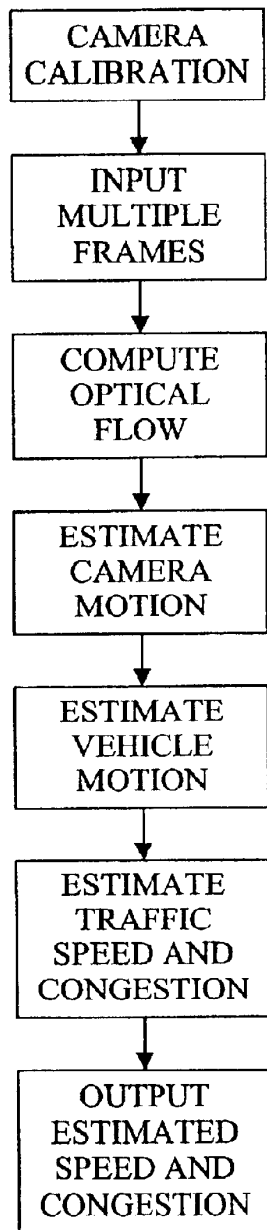 CAMERA
CALIBRATION
INPUT
MULTIPLE
FRAMES
COMPUTE
OPTICAL
FLOW
ESTIMATE
CAMERA
MOTION
ESTIMATE
VEHICLE
MOTION
ESTIMATE
TRAFFIC
SPEED AND
CONGESTION
OUTPUT
ESTIMATED
SPEED AND
CONGESTION